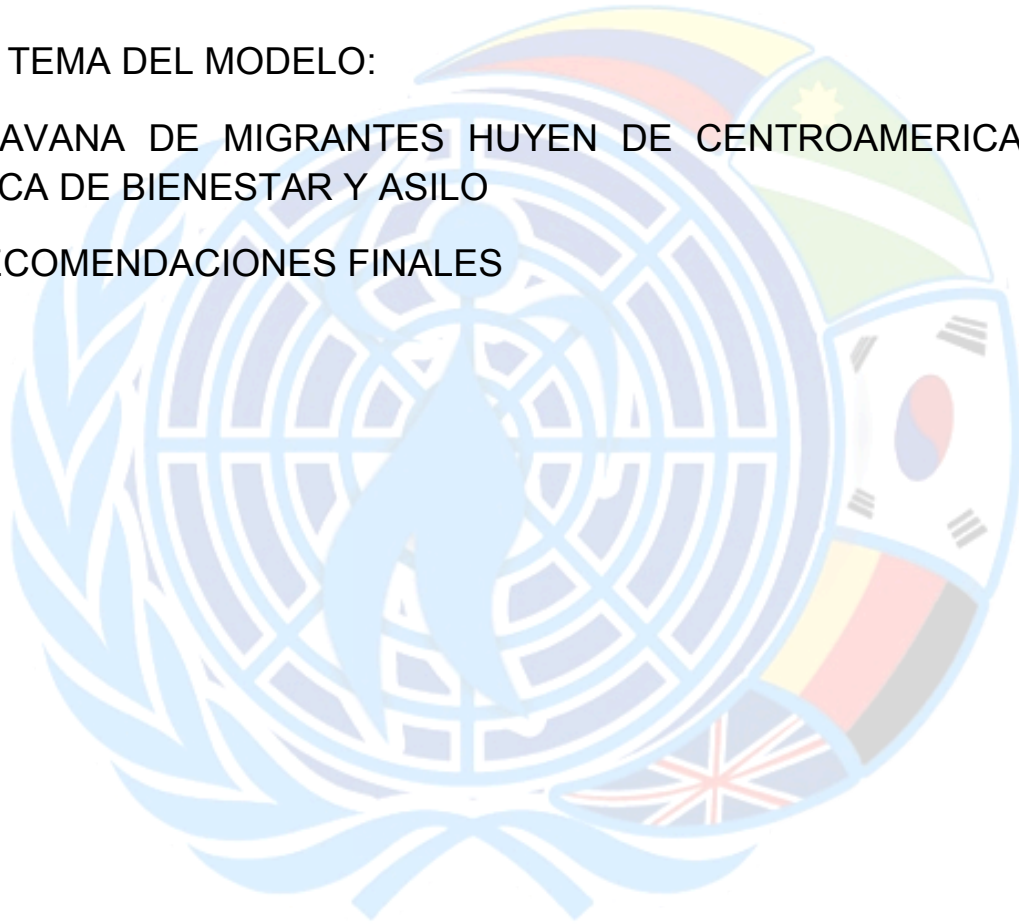 TEMA DEL MODELO:
AVANA DE MIGRANTES HUYEN DE CENTROAMERICA
CA DE BIENESTAR Y ASILO
ECOMENDACIONES FINALES